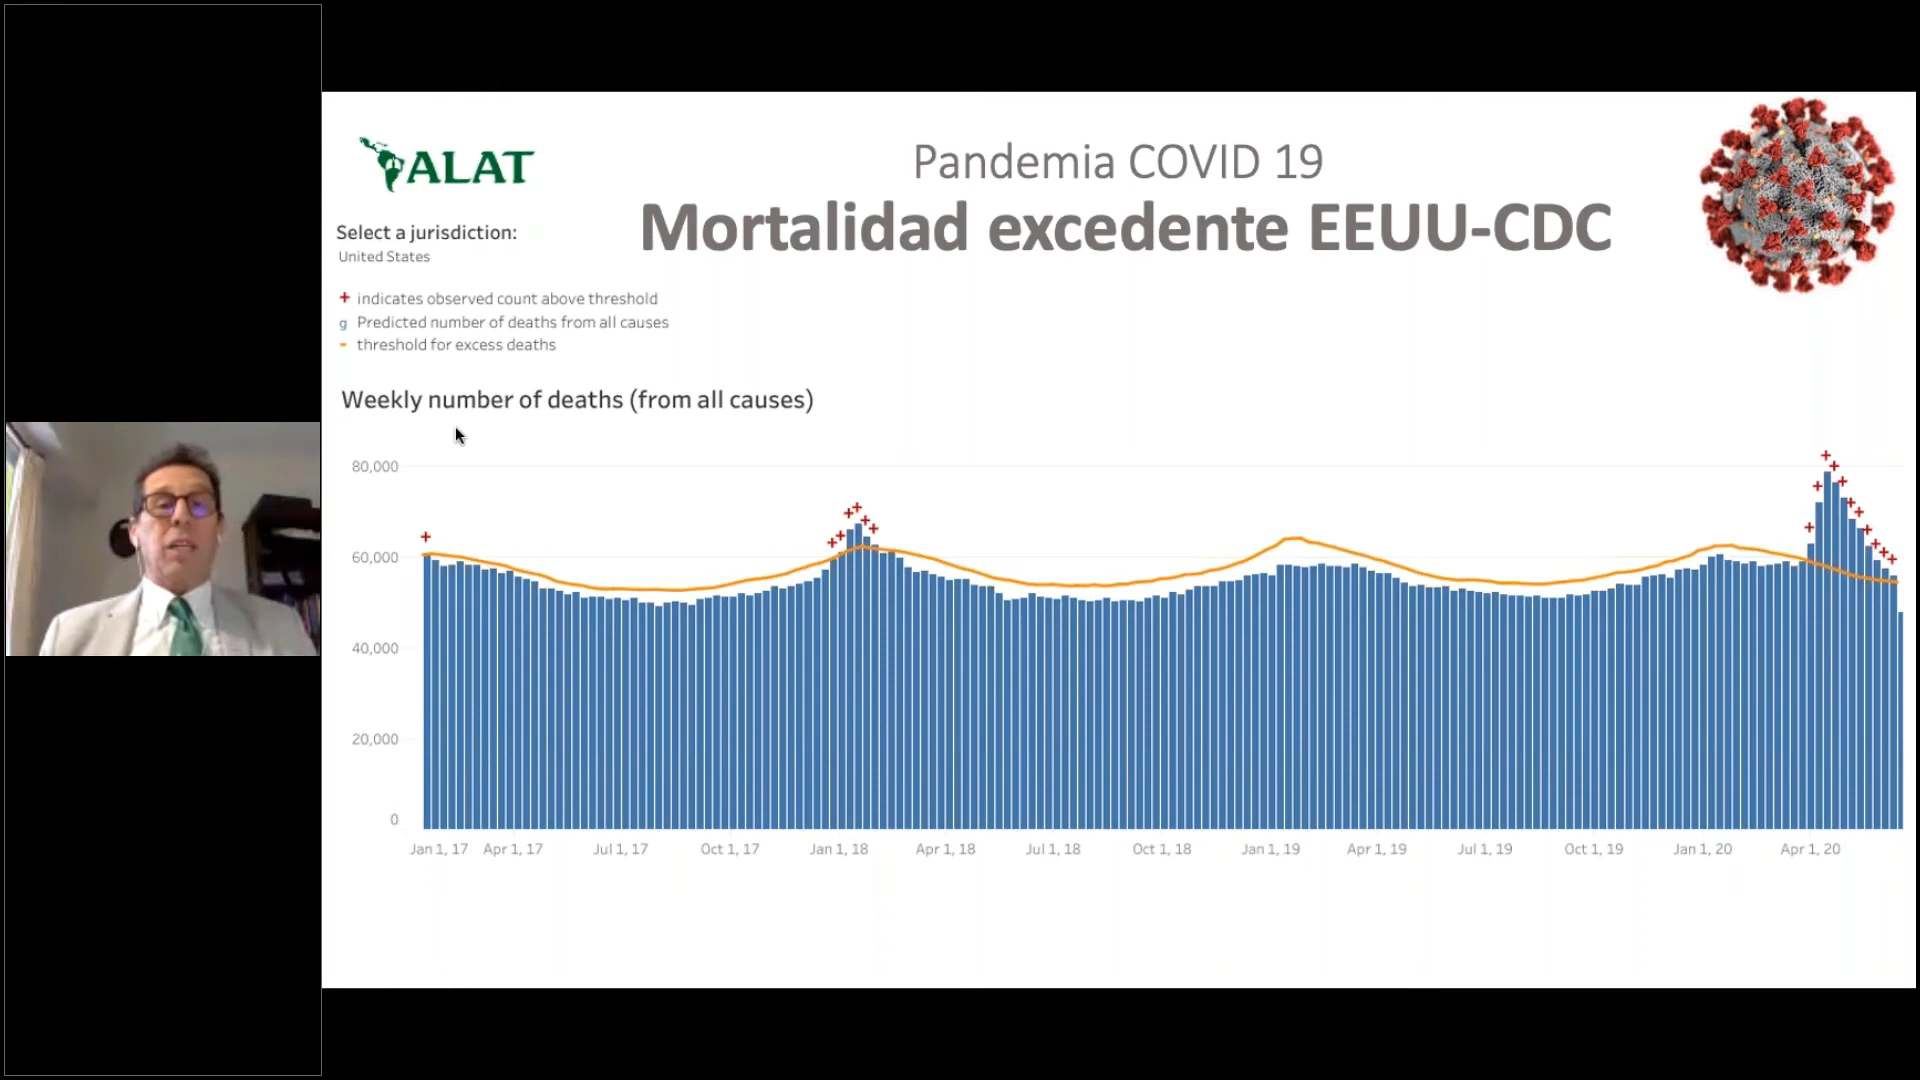 ALAT
Pandemia COVID 19
Mortalidad excedente EEUU-CDC
Select a jurisdiction:
United States
+ indicates observed count above threshold
g Predicted number of deaths from all causes
- threshold for excess deaths
Weekly number of deaths (from all causes)
80,000
60,000
40,000
20,000
0
Jan 1, 17 Apr 1, 17 Jul 1, 17 Oct 1, 17 Jan 1, 18 Apr 1, 18 Jul 1, 18 Oct 1, 18 Jan 1, 19 Apr 1, 19 Jul 1, 19 Oct 1, 19 Jan 1, 20 Apr 1, 20